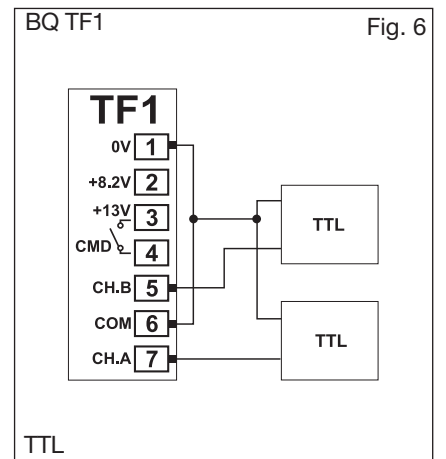 BQ TF1
Fig. 6
TF1
0V 1
+8.2V 2
+13V 3
CMD 4
CH.B 5
COM 6
CH.A 7
TTL
TTL
TTL